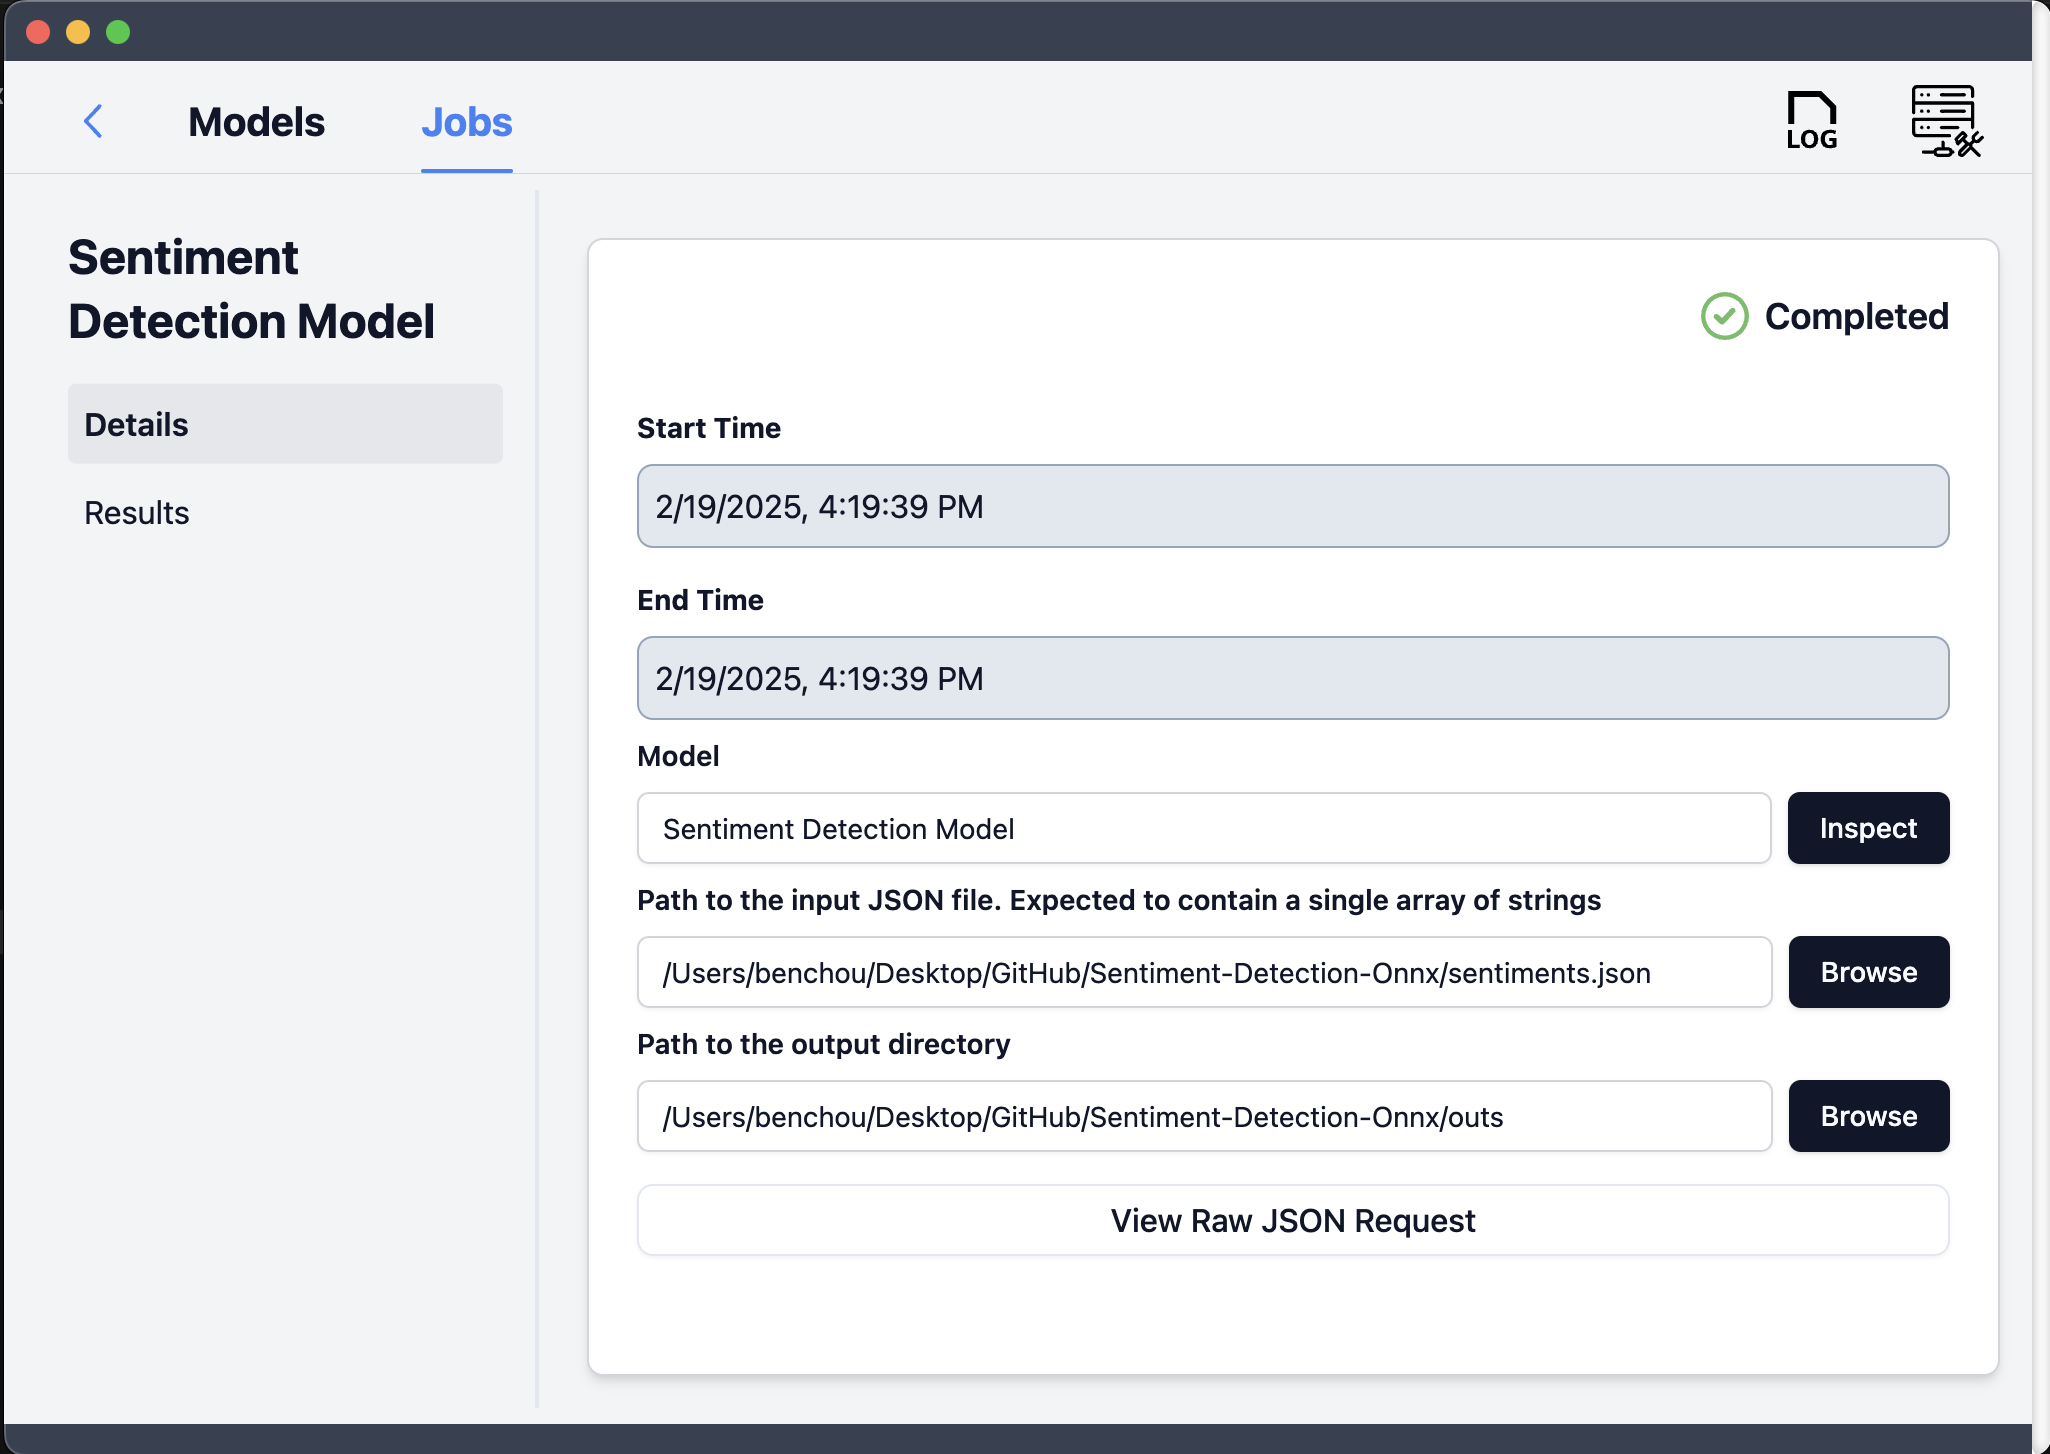 Models
Jobs
LOG
Sentiment
Detection Model
Details
Results
Completed
Start Time
2/19/2025, 4:19:39 PM
End Time
2/19/2025, 4:19:39 PM
Model
Sentiment Detection Model
Inspect
Path to the input JSON file. Expected to contain a single array of strings
/Users/benchou/Desktop/GitHub/Sentiment-Detection-Onnx/sentiments.json
Browse
Path to the output directory
/Users/benchou/Desktop/GitHub/Sentiment-Detection-Onnx/outs
Browse
View Raw JSON Request